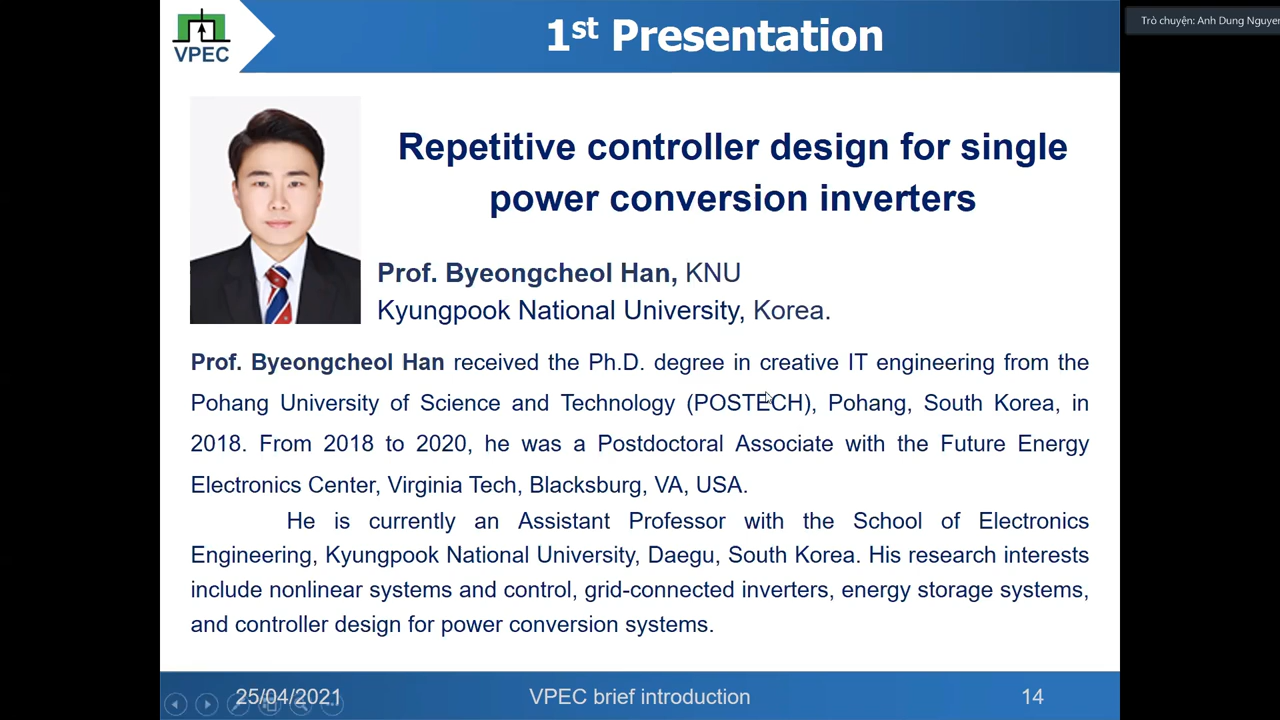 Trò chuyện: Anh Dung Nguyen
VPEC
1st Presentation
Repetitive controller design for single
power conversion inverters
Prof. Byeongcheol Han, KNU
Kyungpook National University, Korea.
Prof. Byeongcheol Han received the Ph.D. degree in creative IT engineering from the
Pohang University of Science and Technology (POSTECH), Pohang, South Korea, in
2018. From 2018 to 2020, he was a Postdoctoral Associate with the Future Energy
Electronics Center, Virginia Tech, Blacksburg, VA, USA.
He is currently an Assistant Professor with the School of Electronics
Engineering, Kyungpook National University, Daegu, South Korea. His research interests
include nonlinear systems and control, grid-connected inverters, energy storage systems,
and controller design for power conversion systems.
25/04/2021
VPEC brief introduction
14